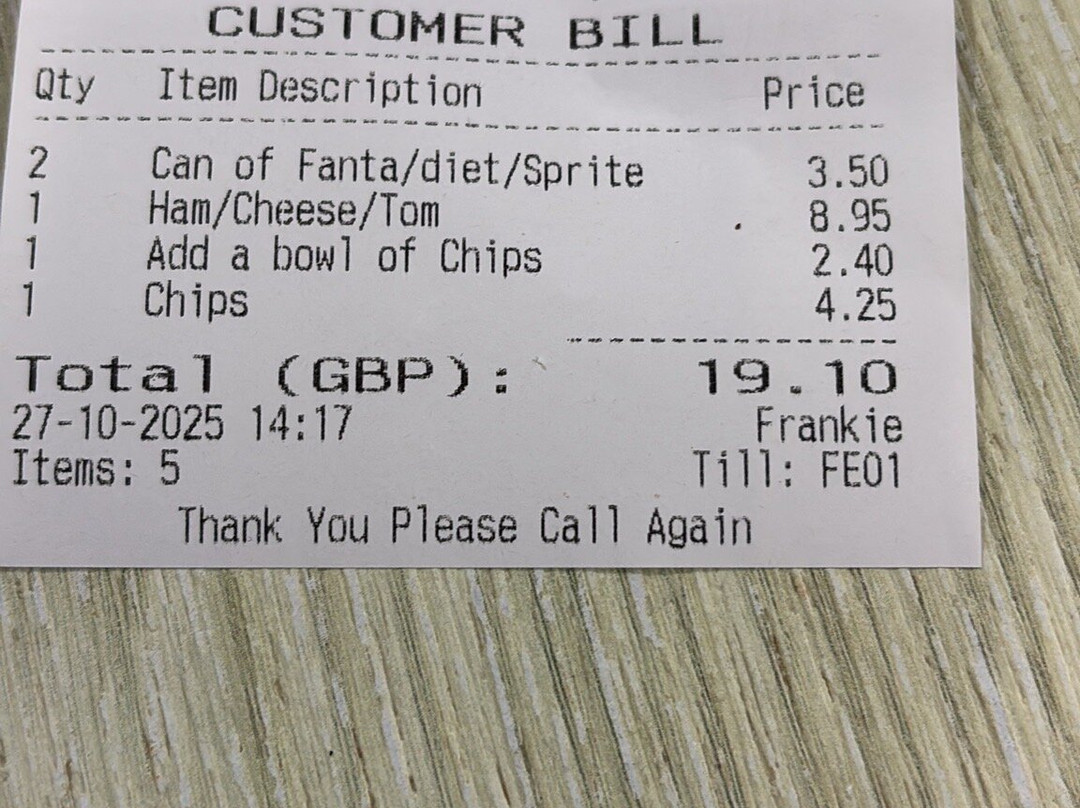 CUSTOMER BILL
Qty Item Description Price
2 Can of Fanta/diet/Sprite 3.50
1 Ham/Cheese/Tom 8.95
1 Add a bowl of Chips 2.40
1 Chips 4.25
Total (GBP): 19.10
27-10-2025 14:17 Frankie
Items: 5 Till: FE01
Thank You Please Call Again